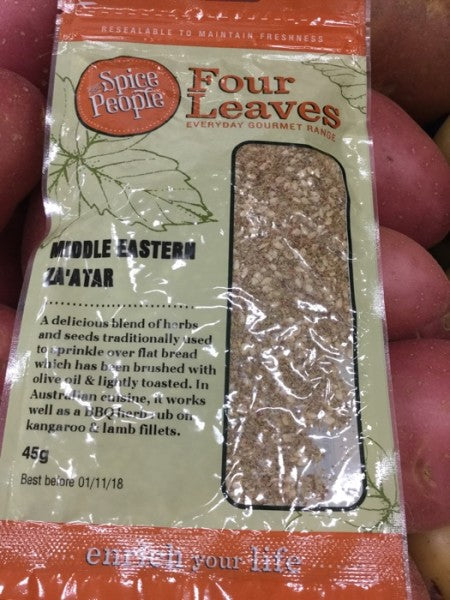 RESEALABLE TO MAINTAIN FRESHNESS
Spice
People
Four
Leaves
EVERYDAY GOURMET RANGE
MIDDLE EASTERN
ZA'ATAR
A delicious blend of herbs
and seeds traditionally used
to sprinkle over flat bread
which has been brushed with
olive oil & lightly toasted. In
Australian cuisine, it works
well as a BBQ herb rub on
kangaroo & lamb fillets.
45g
Best before 01/11/18
enrich your life